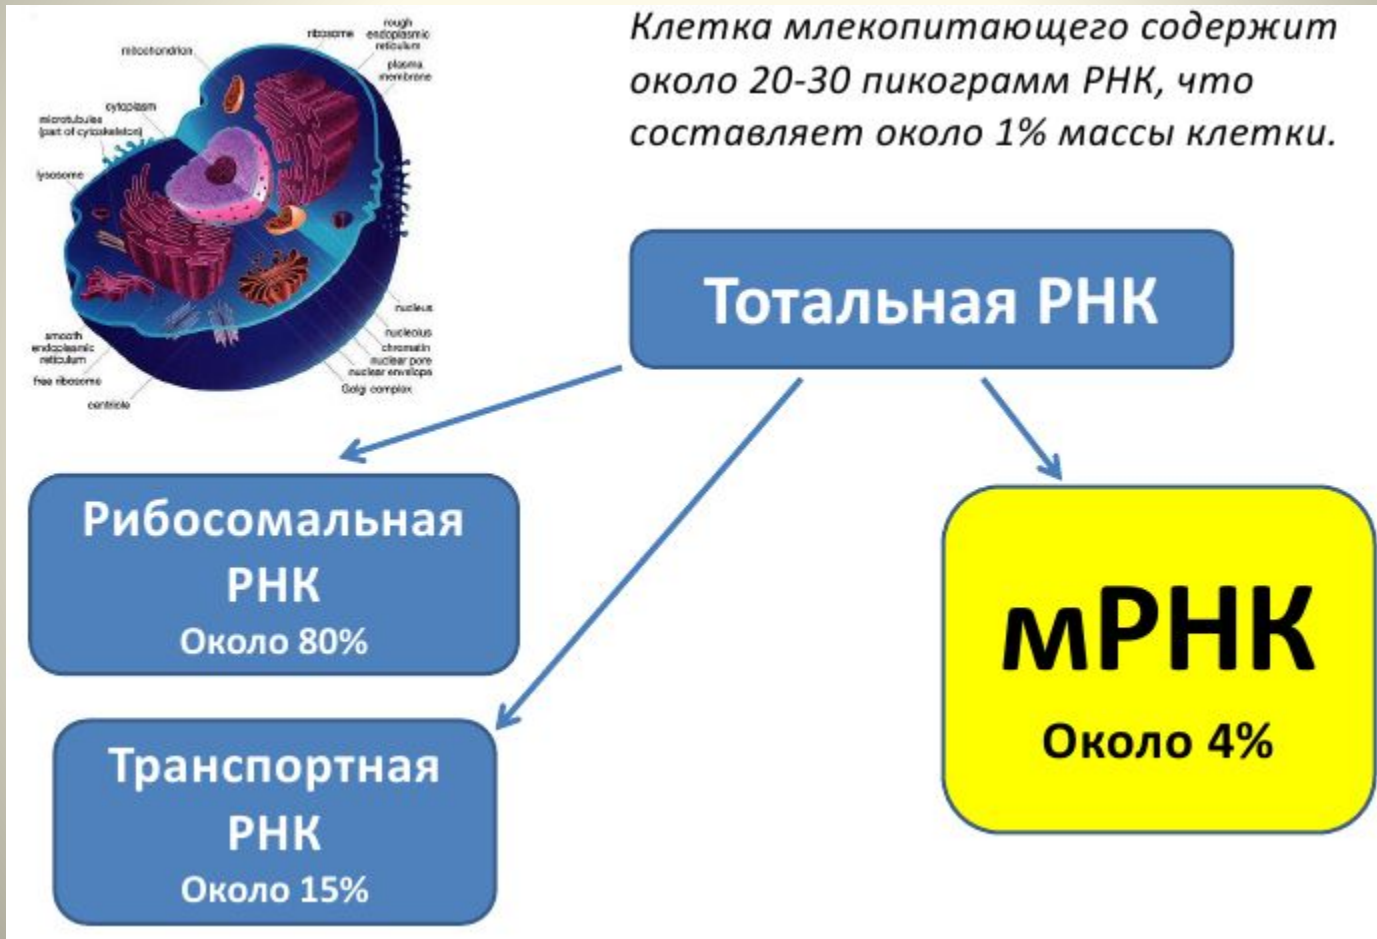 Клетка млекопитающего содержит
около 20-30 пикограмм РНК, что
составляет около 1% массы клетки.
mitochondrion
ribosome
rough
endoplasmic
reticulum
plasma
membrane
cytoplasm
microtubules
(part of cytoskeleton)
lysosome
nucleus
nucleolus
chromatin
nuclear pore
nuclear envelope
Golgi complex
smooth
endoplasmic
reticulum
free ribosome
centriole
Тотальная РНК
Рибосомальная
РНК
Около 80%
Транспортная
РНК
Около 15%
мРНК
Около 4%